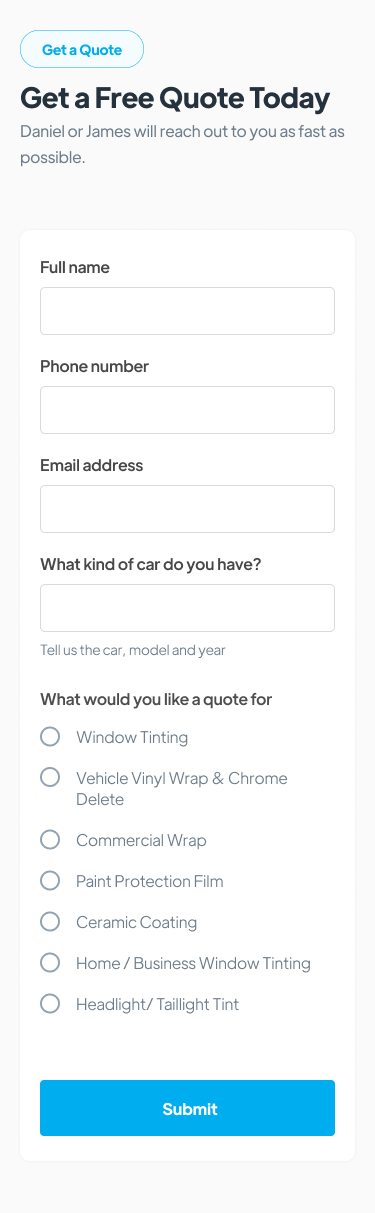 Get a Quote
Get a Free Quote Today
Daniel or James will reach out to you as fast as
possible.
Full name
Phone number
Email address
What kind of car do you have?
Tell us the car, model and year
What would you like a quote for
Window Tinting
Vehicle Vinyl Wrap & Chrome
Delete
Commercial Wrap
Paint Protection Film
Ceramic Coating
Home / Business Window Tinting
Headlight/ Taillight Tint
Submit